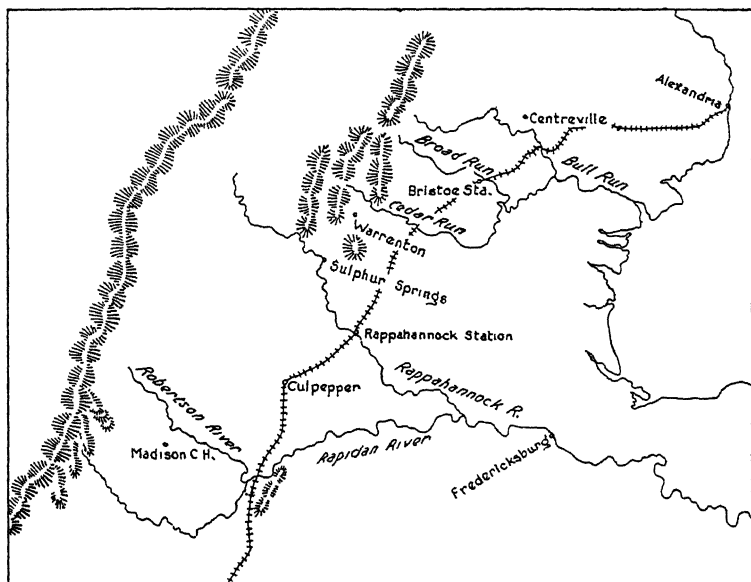 Alexandria
Centreville
Broad Run
Bull Run
Bristoe Sta.
Cedar Run
Warrenton
Sulphur Springs
Rappahannock Station
Culpepper
Robertson River
Rappahannock R.
Madison C H.
Rapidan River
Fredericksburg